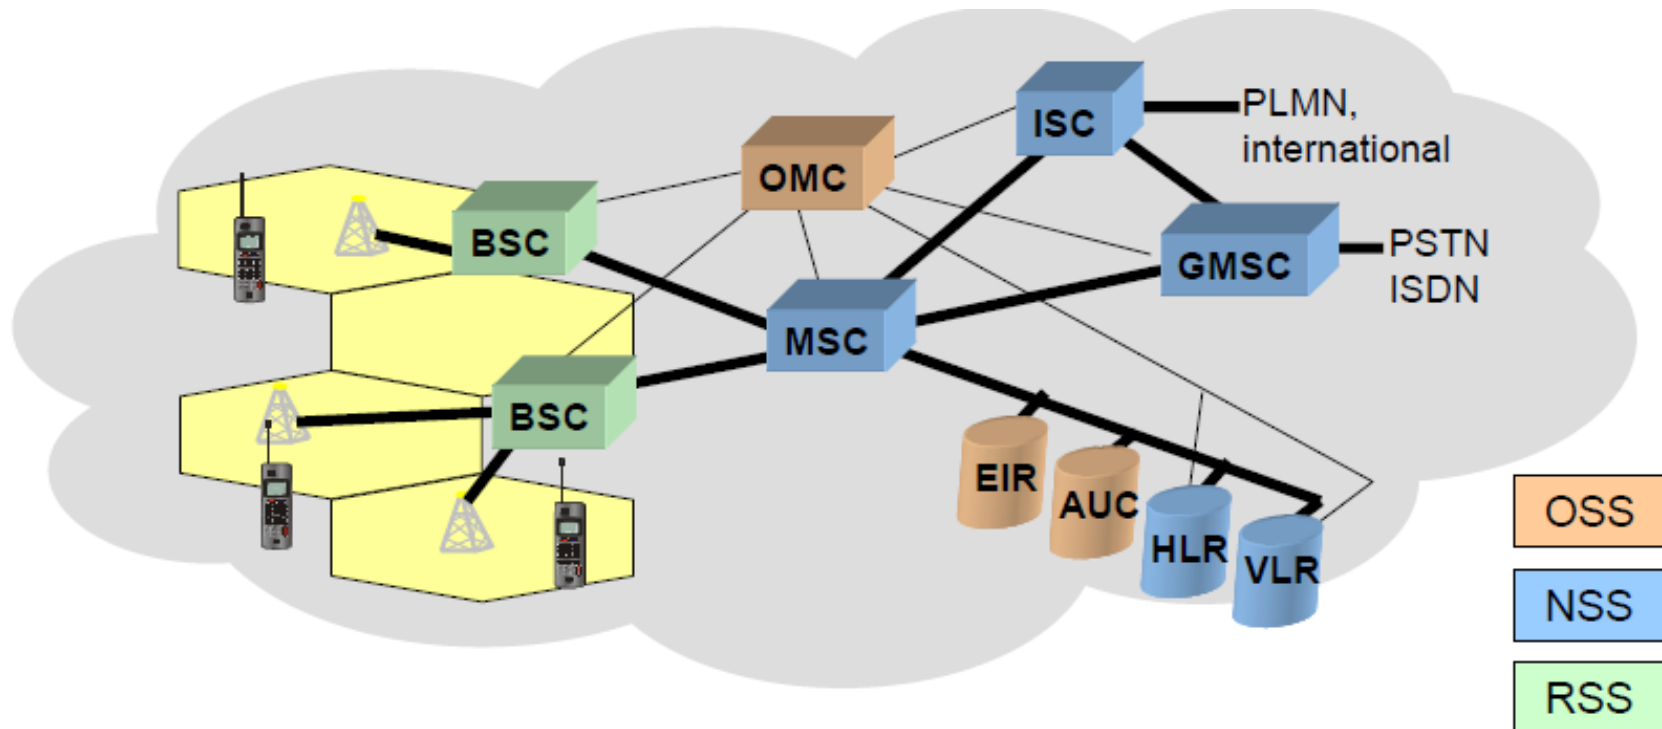 ISC
PLMN,
international
OMC
BSC
GMSC
PSTN
ISDN
MSC
BSC
EIR
AUC
HLR
VLR
OSS
NSS
RSS